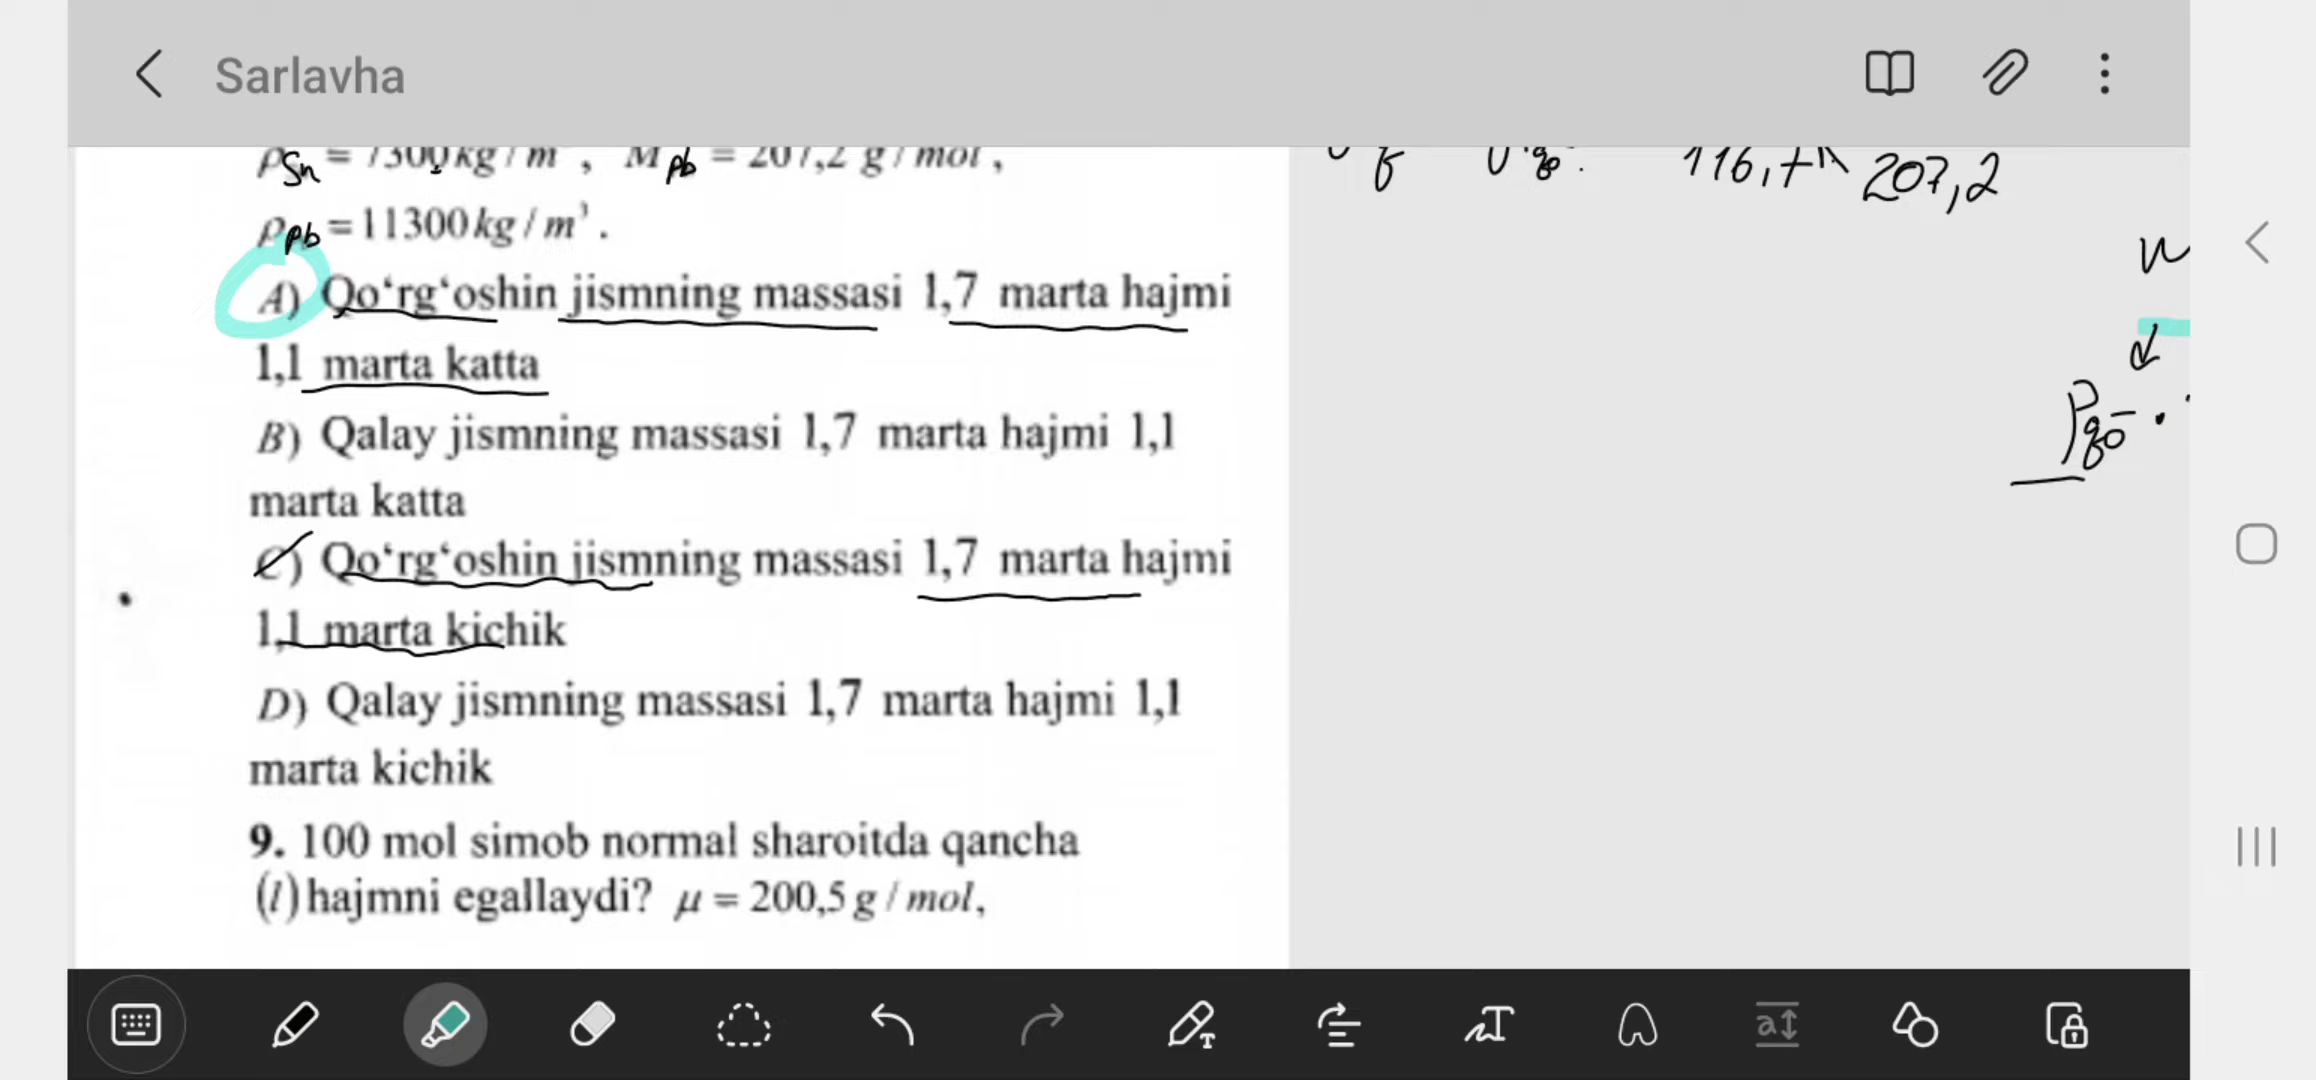 Sarlavha
ρSn = 7300 kg / m , M pb = 207,2 g / mol ,
116,7 207,2
ρpb = 11300 kg / m³ .
A) Qo‘rg‘oshin jismning massasi 1,7 marta hajmi
1,1 marta katta
B) Qalay jismning massasi 1,7 marta hajmi 1,1
marta katta
C) Qo‘rg‘oshin jismning massasi 1,7 marta hajmi
1,1 marta kichik
D) Qalay jismning massasi 1,7 marta hajmi 1,1
marta kichik
9. 100 mol simob normal sharoitda qancha
(l) hajmni egallaydi? μ = 200,5 g / mol,